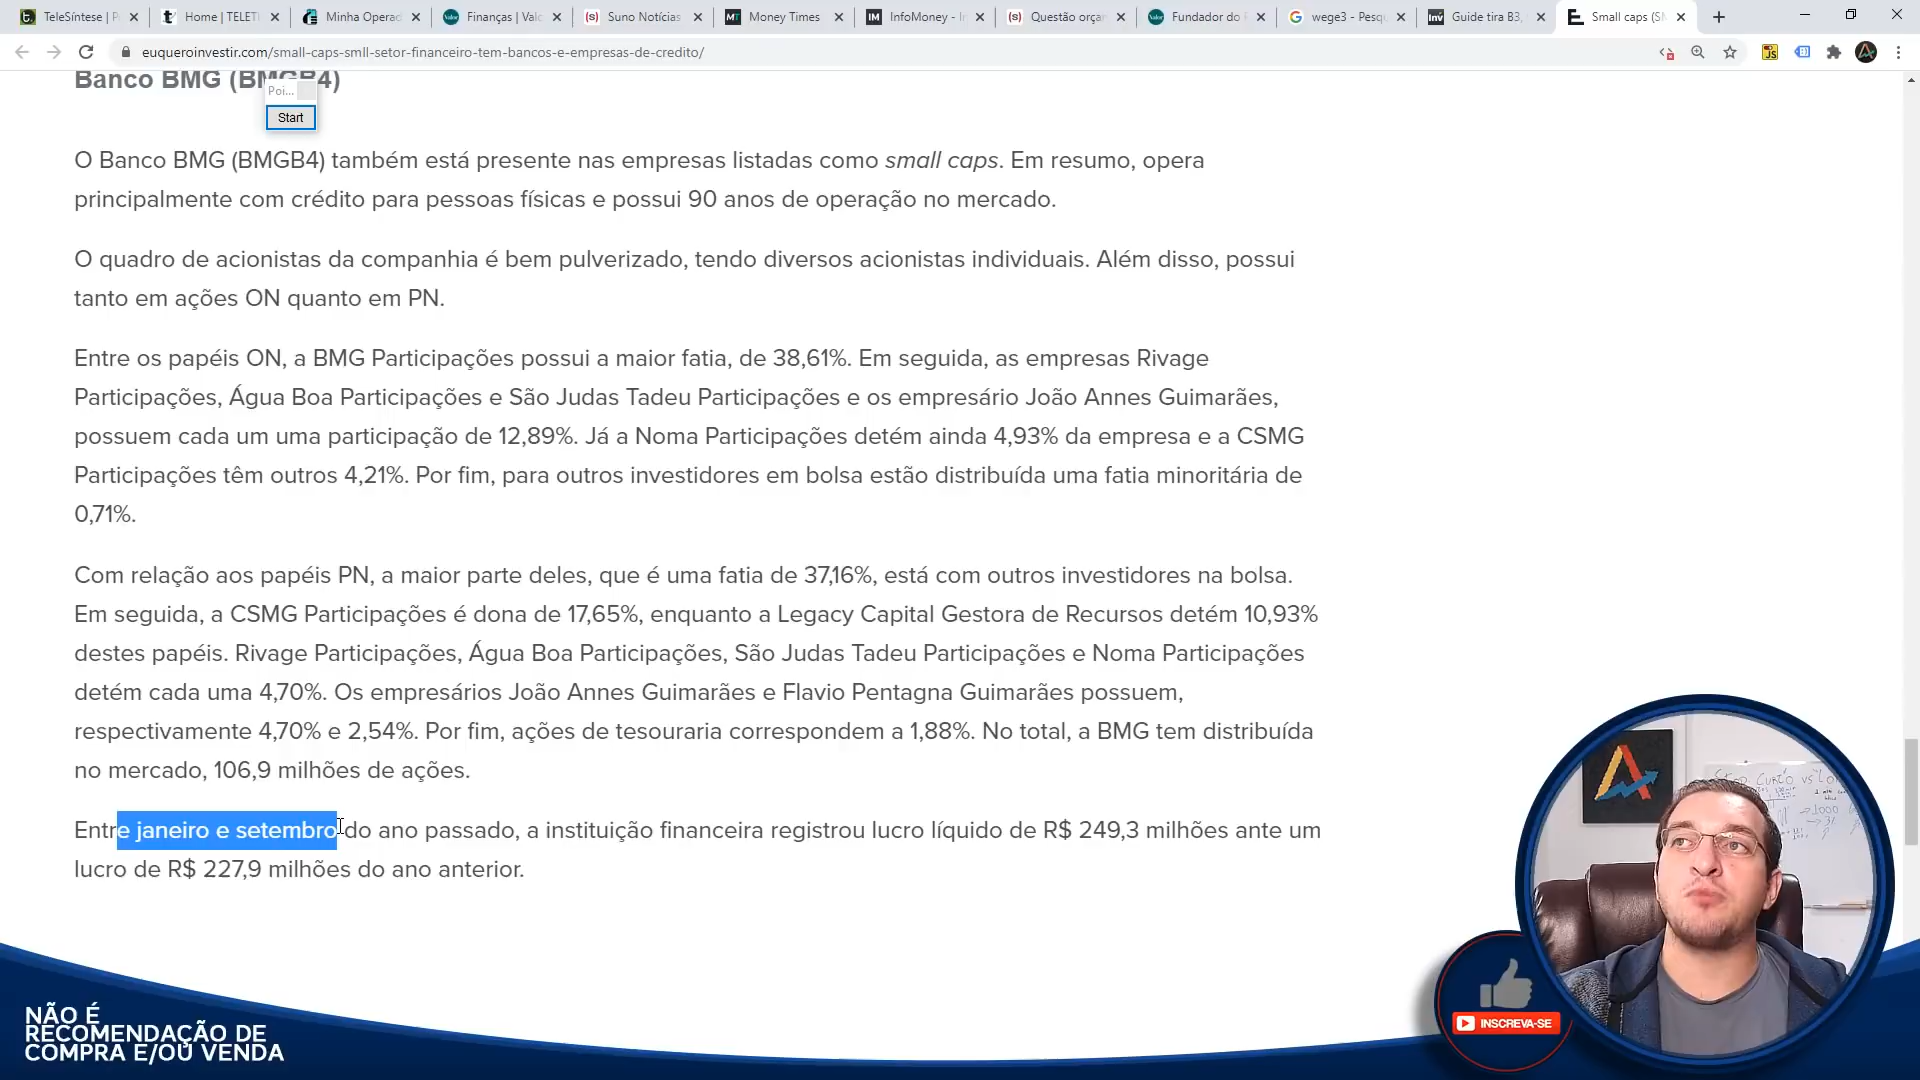 TeleSíntese | P
Home | TELETI
Minha Operad
Finanças | Valo
Suno Notícias
Money Times
InfoMoney - In
Questão orçan
Fundador do F
wege3 - Pesqu
Guide tira B3,
Small caps (SM
euqueroinvestir.com/small-caps-smll-setor-financeiro-tem-bancos-e-empresas-de-credito/
Banco BMG (BMGB4)
Poi...
Start
O Banco BMG (BMGB4) também está presente nas empresas listadas como small caps. Em resumo, opera
principalmente com crédito para pessoas físicas e possui 90 anos de operação no mercado.
O quadro de acionistas da companhia é bem pulverizado, tendo diversos acionistas individuais. Além disso, possui
tanto em ações ON quanto em PN.
Entre os papéis ON, a BMG Participações possui a maior fatia, de 38,61%. Em seguida, as empresas Rivage
Participações, Água Boa Participações e São Judas Tadeu Participações e os empresário João Annes Guimarães,
possuem cada um uma participação de 12,89%. Já a Noma Participações detém ainda 4,93% da empresa e a CSMG
Participações têm outros 4,21%. Por fim, para outros investidores em bolsa estão distribuída uma fatia minoritária de
0,71%.
Com relação aos papéis PN, a maior parte deles, que é uma fatia de 37,16%, está com outros investidores na bolsa.
Em seguida, a CSMG Participações é dona de 17,65%, enquanto a Legacy Capital Gestora de Recursos detém 10,93%
destes papéis. Rivage Participações, Água Boa Participações, São Judas Tadeu Participações e Noma Participações
detém cada uma 4,70%. Os empresários João Annes Guimarães e Flavio Pentagna Guimarães possuem,
respectivamente 4,70% e 2,54%. Por fim, ações de tesouraria correspondem a 1,88%. No total, a BMG tem distribuída
no mercado, 106,9 milhões de ações.
Entre janeiro e setembro do ano passado, a instituição financeira registrou lucro líquido de R$ 249,3 milhões ante um
lucro de R$ 227,9 milhões do ano anterior.
NÃO É
RECOMENDAÇÃO DE
COMPRA E/OU VENDA
INSCREVA-SE